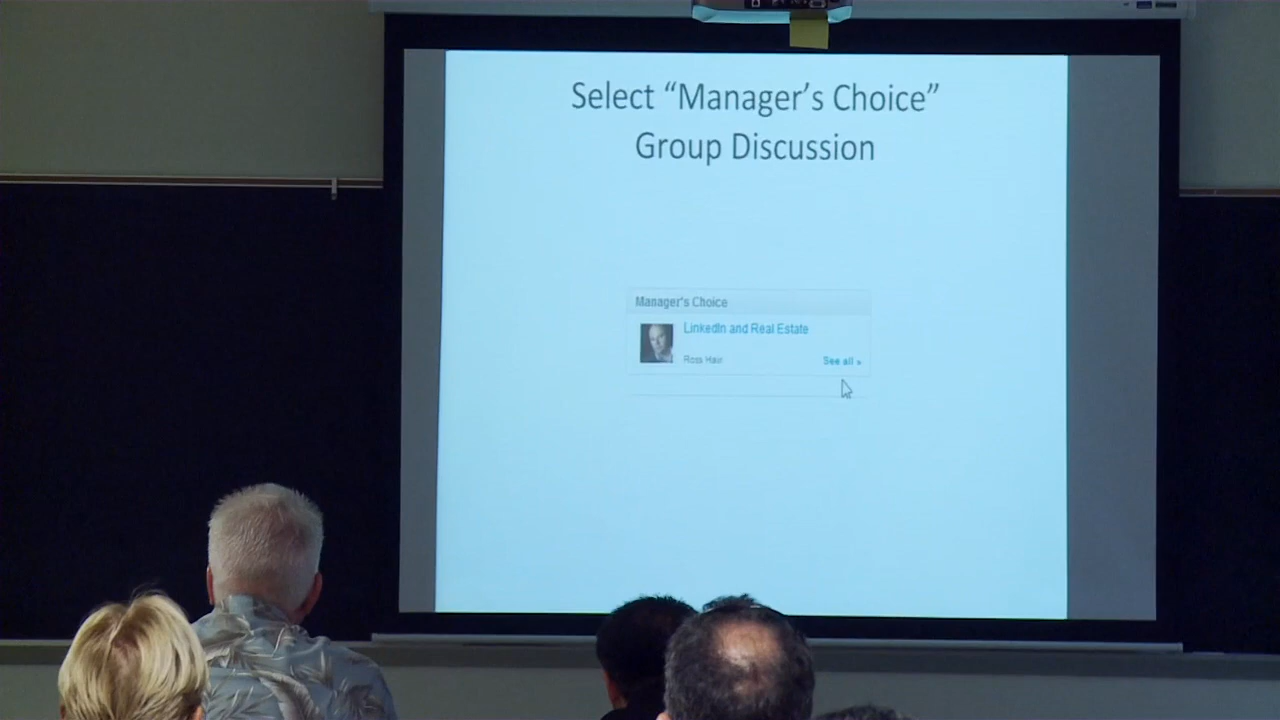 Select “Manager’s Choice”
Group Discussion
Manager's Choice
LinkedIn and Real Estate
Ross Hair
See all »